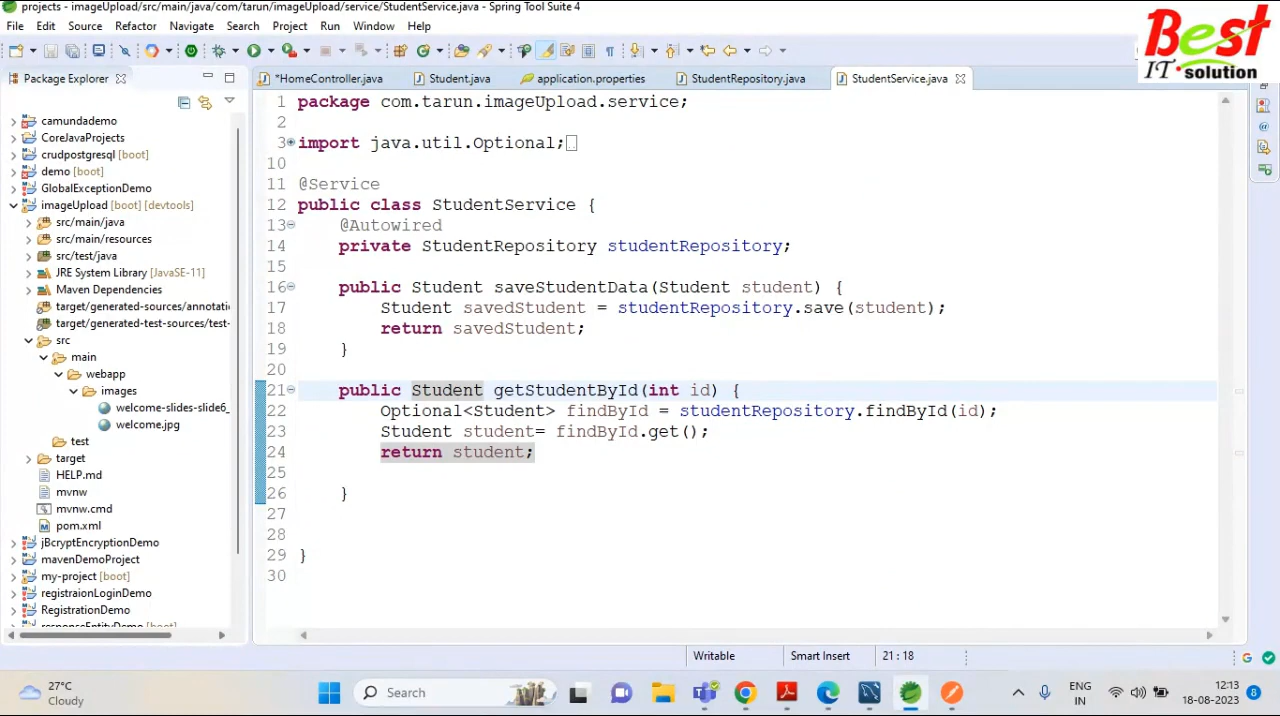 projects - imageUpload/src/main/java/com/tarun/imageUpload/service/StudentService.java - Spring Tool Suite 4
File Edit Source Refactor Navigate Search Project Run Window Help
Best
IT solution
Package Explorer
*HomeController.java Student.java application.properties StudentRepository.java StudentService.java
camundademo
CoreJavaProjects
crudpostgresql [boot]
demo [boot]
GlobalExceptionDemo
imageUpload [boot] [devtools]
src/main/java
src/main/resources
src/test/java
JRE System Library [JavaSE-11]
Maven Dependencies
target/generated-sources/annotati
target/generated-test-sources/test-
src
main
webapp
images
welcome-slides-slide6_
welcome.jpg
test
target
HELP.md
mvnw
mvnw.cmd
pom.xml
jBcryptEncryptionDemo
mavenDemoProject
my-project [boot]
registraionLoginDemo
RegistrationDemo
responseEntityDemo [boot]
1 package com.tarun.imageUpload.service;
2
3 import java.util.Optional;
10
11 @Service
12 public class StudentService {
13 @Autowired
14 private StudentRepository studentRepository;
15
16 public Student saveStudentData(Student student) {
17 Student savedStudent = studentRepository.save(student);
18 return savedStudent;
19 }
20
21 public Student getStudentById(int id) {
22 Optional<Student> findById = studentRepository.findById(id);
23 Student student= findById.get();
24 return student;
25
26 }
27
28
29 }
30
Writable Smart Insert 21 : 18
27°C
Cloudy
Search
ENG
IN
12:13
18-08-2023
8